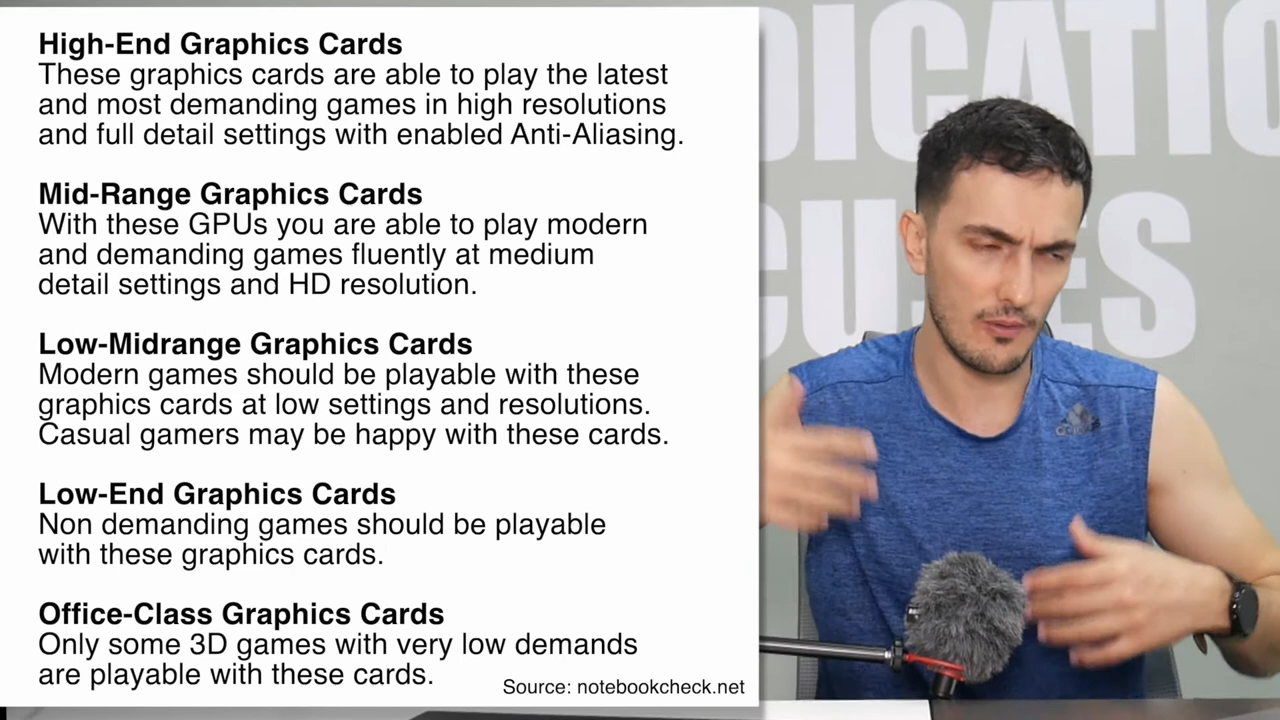 High-End Graphics Cards
These graphics cards are able to play the latest
and most demanding games in high resolutions
and full detail settings with enabled Anti-Aliasing.
Mid-Range Graphics Cards
With these GPUs you are able to play modern
and demanding games fluently at medium
detail settings and HD resolution.
Low-Midrange Graphics Cards
Modern games should be playable with these
graphics cards at low settings and resolutions.
Casual gamers may be happy with these cards.
Low-End Graphics Cards
Non demanding games should be playable
with these graphics cards.
Office-Class Graphics Cards
Only some 3D games with very low demands
are playable with these cards.
Source: notebookcheck.net
adidas